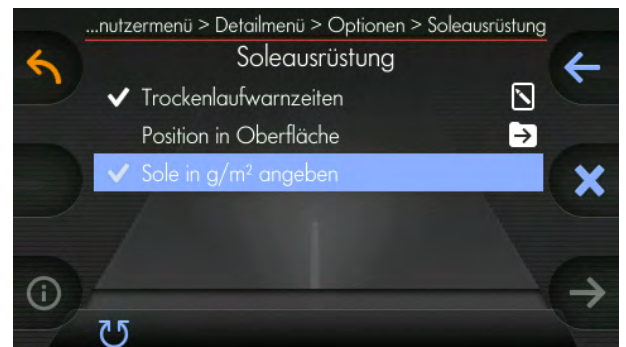 ...nutzermenü > Detailmenü > Optionen > Soleausrüstung
Soleausrüstung
Trockenlaufwarnzeiten
Position in Oberfläche
Sole in g/m² angeben